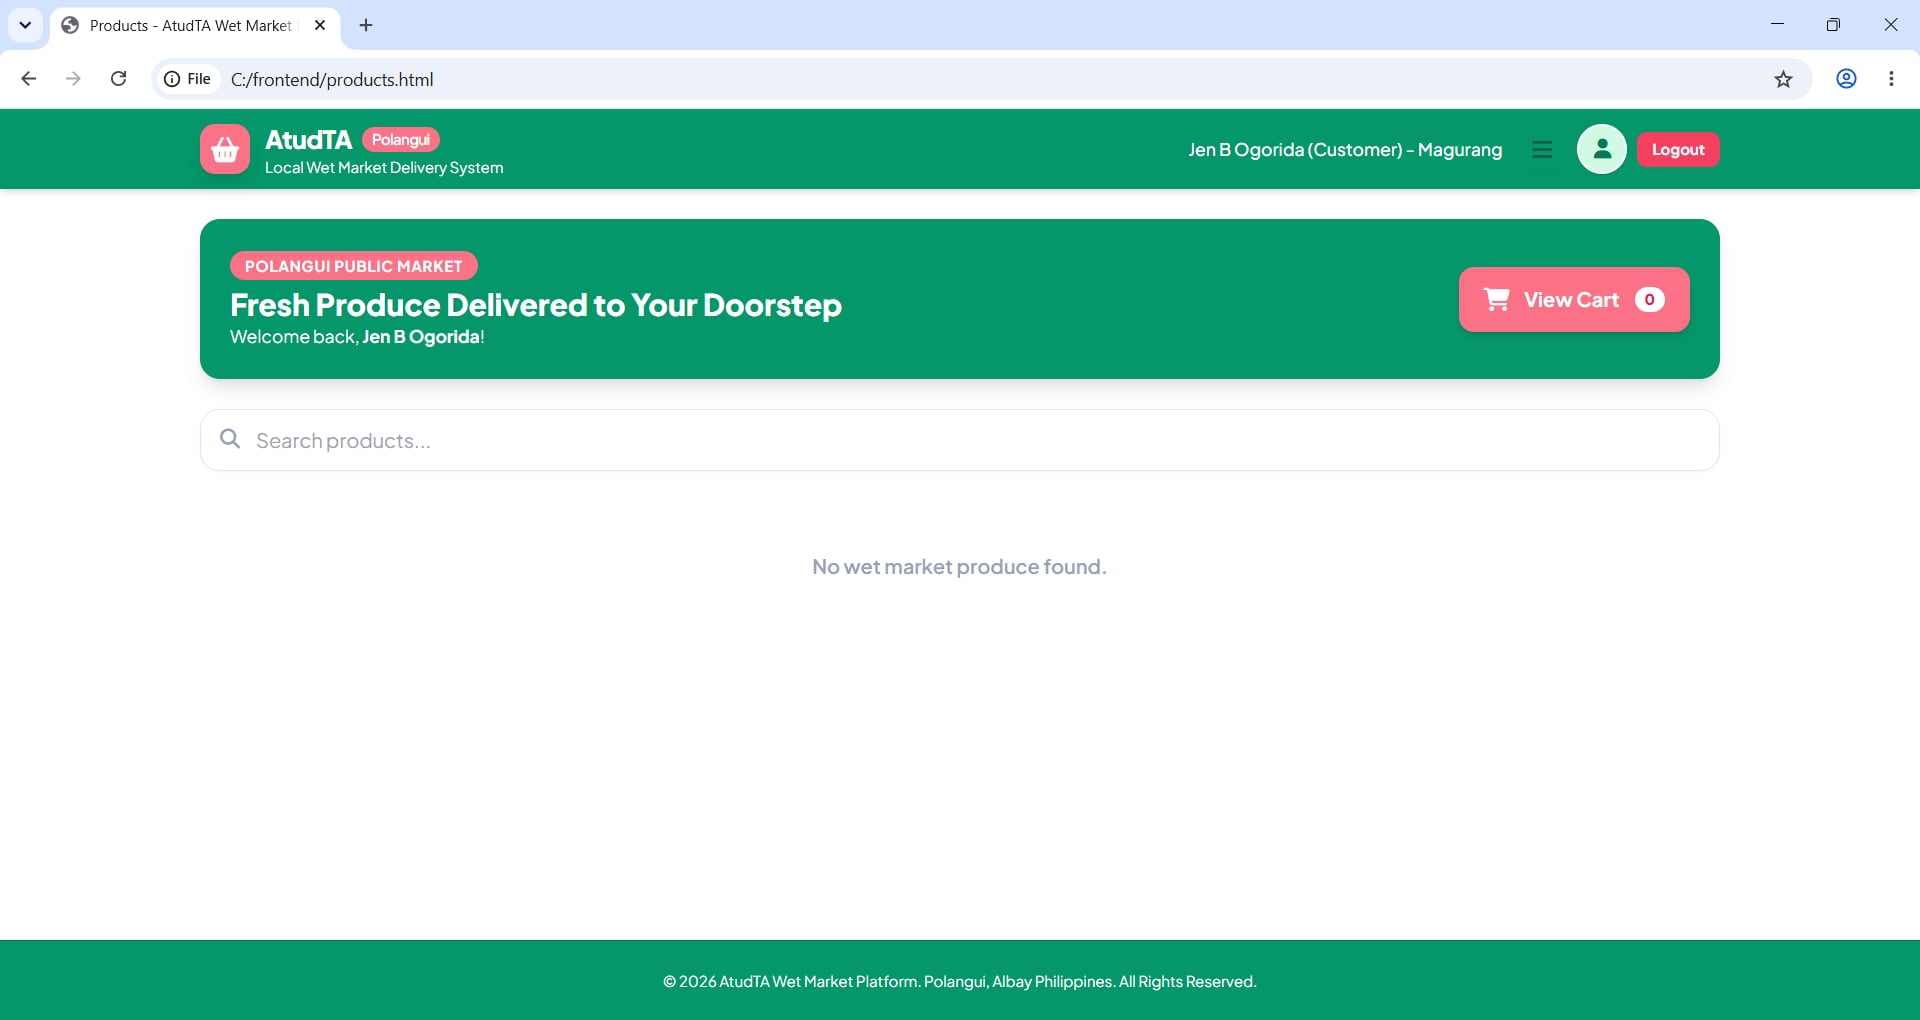 Products - AtudTA Wet Market
File C:/frontend/products.html
AtudTA Polangui
Local Wet Market Delivery System
Jen B Ogorida (Customer) - Magurang
Logout
POLANGUI PUBLIC MARKET
Fresh Produce Delivered to Your Doorstep
Welcome back, Jen B Ogorida!
View Cart 0
Search products...
No wet market produce found.
© 2026 AtudTA Wet Market Platform. Polangui, Albay Philippines. All Rights Reserved.